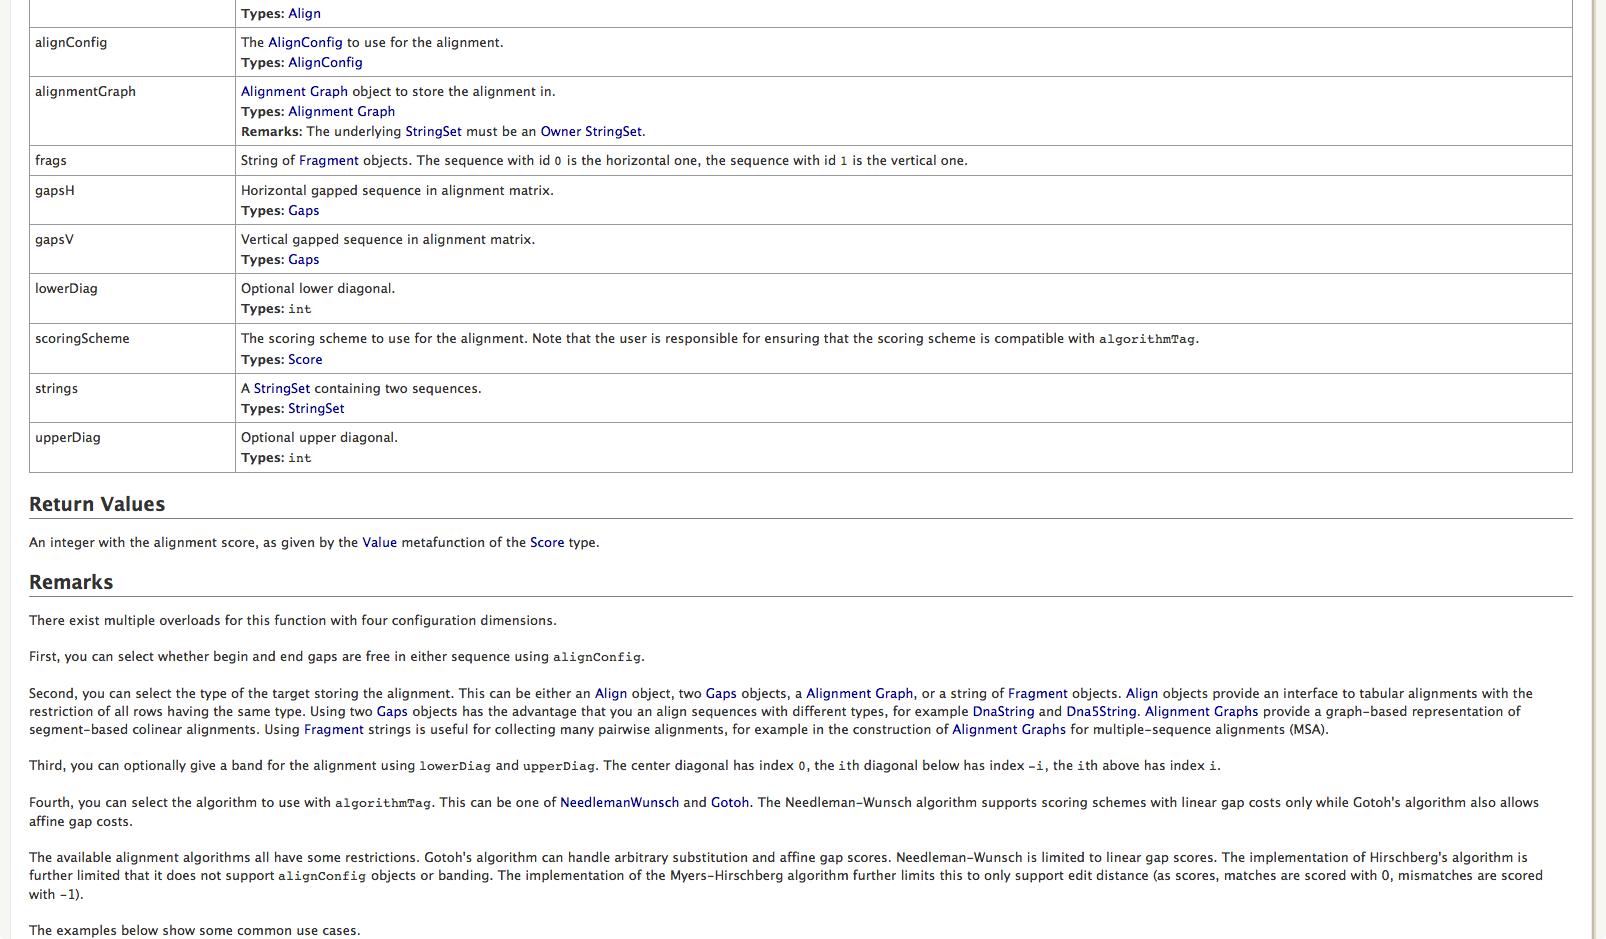 Types: Align
alignConfig
The AlignConfig to use for the alignment.
Types: AlignConfig
alignmentGraph
Alignment Graph object to store the alignment in.
Types: Alignment Graph
Remarks: The underlying StringSet must be an Owner StringSet.
frags
String of Fragment objects. The sequence with id 0 is the horizontal one, the sequence with id 1 is the vertical one.
gapsH
Horizontal gapped sequence in alignment matrix.
Types: Gaps
gapsV
Vertical gapped sequence in alignment matrix.
Types: Gaps
lowerDiag
Optional lower diagonal.
Types: int
scoringScheme
The scoring scheme to use for the alignment. Note that the user is responsible for ensuring that the scoring scheme is compatible with algorithmTag.
Types: Score
strings
A StringSet containing two sequences.
Types: StringSet
upperDiag
Optional upper diagonal.
Types: int
Return Values
An integer with the alignment score, as given by the Value metafunction of the Score type.
Remarks
There exist multiple overloads for this function with four configuration dimensions.
First, you can select whether begin and end gaps are free in either sequence using alignConfig.
Second, you can select the type of the target storing the alignment. This can be either an Align object, two Gaps objects, a Alignment Graph, or a string of Fragment objects. Align objects provide an interface to tabular alignments with the
restriction of all rows having the same type. Using two Gaps objects has the advantage that you an align sequences with different types, for example DnaString and Dna5String. Alignment Graphs provide a graph-based representation of
segment-based colinear alignments. Using Fragment strings is useful for collecting many pairwise alignments, for example in the construction of Alignment Graphs for multiple-sequence alignments (MSA).
Third, you can optionally give a band for the alignment using lowerDiag and upperDiag. The center diagonal has index 0, the ith diagonal below has index -i, the ith above has index i.
Fourth, you can select the algorithm to use with algorithmTag. This can be one of NeedlemanWunsch and Gotoh. The Needleman-Wunsch algorithm supports scoring schemes with linear gap costs only while Gotoh's algorithm also allows
affine gap costs.
The available alignment algorithms all have some restrictions. Gotoh's algorithm can handle arbitrary substitution and affine gap scores. Needleman-Wunsch is limited to linear gap scores. The implementation of Hirschberg's algorithm is
further limited that it does not support alignConfig objects or banding. The implementation of the Myers-Hirschberg algorithm further limits this to only support edit distance (as scores, matches are scored with 0, mismatches are scored
with -1).
The examples below show some common use cases.